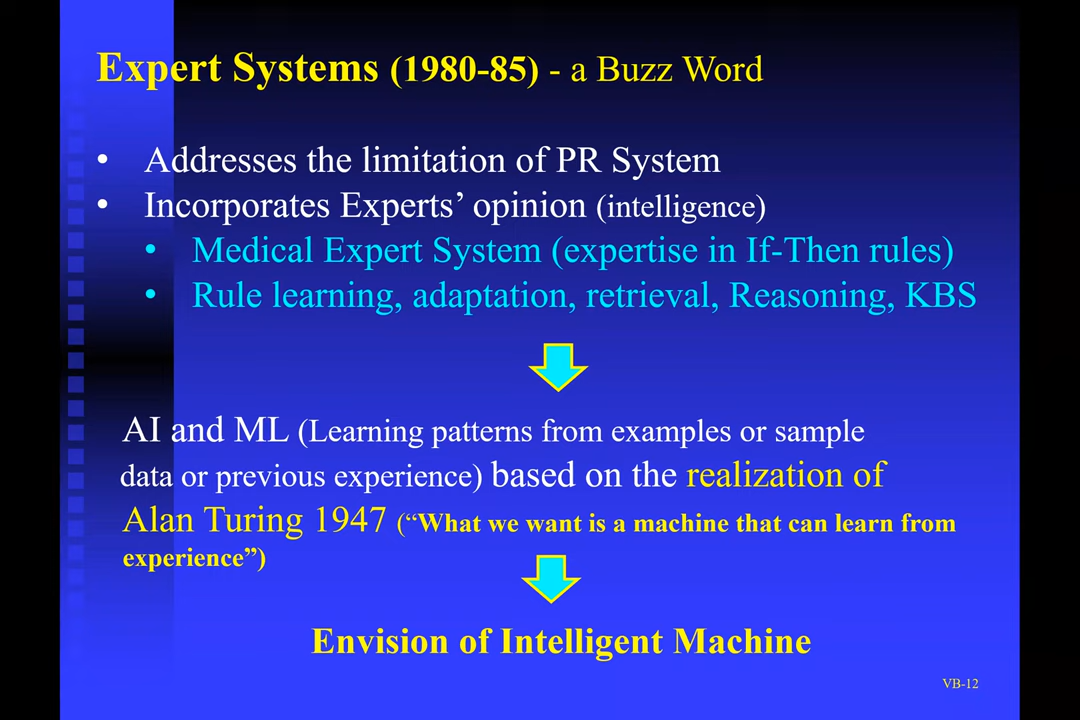 Expert Systems (1980-85) - a Buzz Word
• Addresses the limitation of PR System
• Incorporates Experts’ opinion (intelligence)
• Medical Expert System (expertise in If-Then rules)
• Rule learning, adaptation, retrieval, Reasoning, KBS
AI and ML (Learning patterns from examples or sample
data or previous experience) based on the realization of
Alan Turing 1947 (“What we want is a machine that can learn from
experience”)
Envision of Intelligent Machine
VB-12